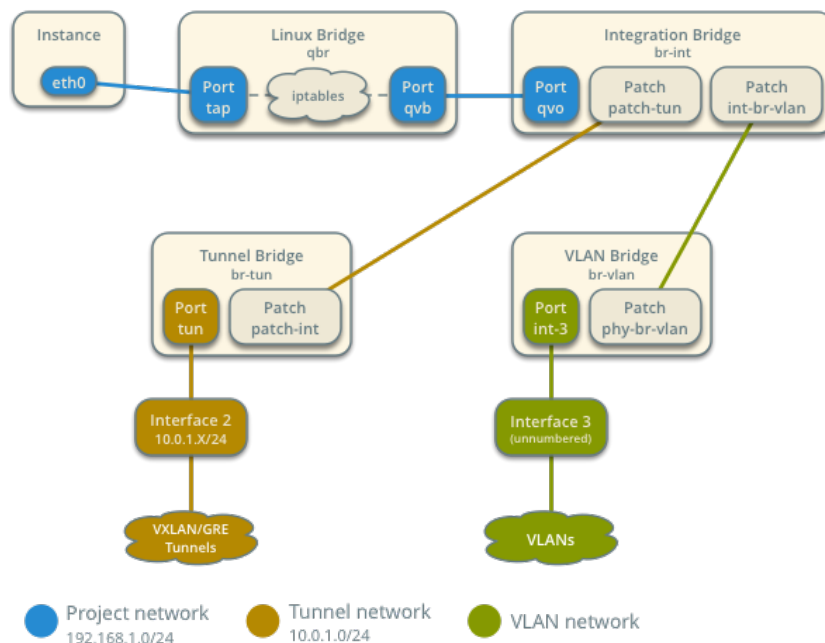 Instance
eth0
Linux Bridge
qbr
Port
tap
iptables
Port
qvb
Integration Bridge
br-int
Port
qvo
Patch
patch-tun
Patch
int-br-vlan
Tunnel Bridge
br-tun
Port
tun
Patch
patch-int
VLAN Bridge
br-vlan
Port
int-3
Patch
phy-br-vlan
Interface 2
10.0.1.X/24
Interface 3
(unnumbered)
VXLAN/GRE
Tunnels
VLANs
Project network
192.168.1.0/24
Tunnel network
10.0.1.0/24
VLAN network